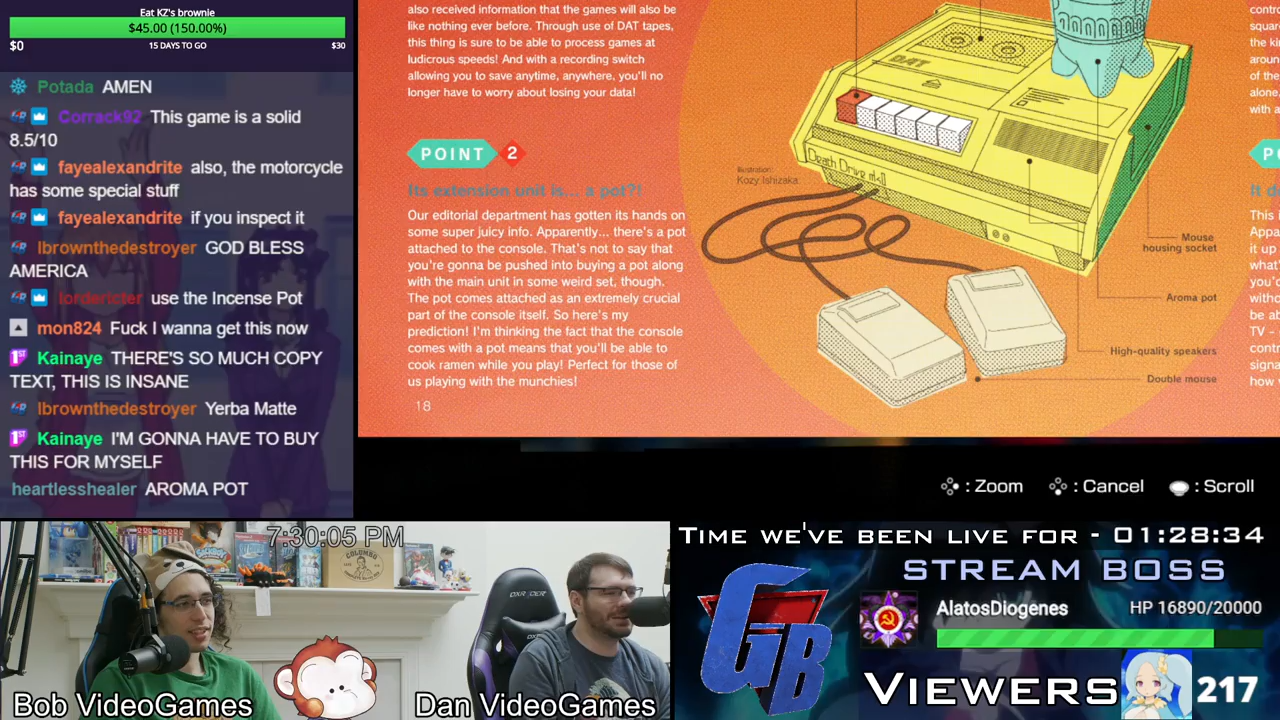 Eat KZ's brownie
$45.00 (150.00%)
$0
15 DAYS TO GO
$30
Potada AMEN
Corrack92 This game is a solid
8.5/10
fayealexandrite also, the motorcycle
has some special stuff
fayealexandrite if you inspect it
lbrownthedestroyer GOD BLESS
AMERICA
lordericter use the Incense Pot
mon824 Fuck I wanna get this now
Kainaye THERE'S SO MUCH COPY
TEXT, THIS IS INSANE
lbrownthedestroyer Yerba Matte
Kainaye I'M GONNA HAVE TO BUY
THIS FOR MYSELF
heartlesshealer AROMA POT
also received information that the games will also be
like nothing ever before. Through use of DAT tapes,
this thing is sure to be able to process games at
ludicrous speeds! And with a recording switch
allowing you to save anytime, anywhere, you'll no
longer have to worry about losing your data!
POINT 2
Its extension unit is... a pot?!
Our editorial department has gotten its hands on
some super juicy info. Apparently... there's a pot
attached to the console. That's not to say that
you're gonna be pushed into buying a pot along
with the main unit in some weird set, though.
The pot comes attached as an extremely crucial
part of the console itself. So here's my
prediction! I'm thinking the fact that the console
comes with a pot means that you'll be able to
cook ramen while you play! Perfect for those of
us playing with the munchies!
18
Illustration:
Kozy Ishizaka
DAT
Death Drive mkII
Mouse
housing socket
Aroma pot
High-quality speakers
Double mouse
: Zoom
: Cancel
: Scroll
7:30:05 PM
COLUMBO
OXRIDER
Bob VideoGames
Dan VideoGames
TIME WE'VE BEEN LIVE FOR - 01:28:34
STREAM BOSS
AlatosDiogenes
HP 16890/20000
GGB
VIEWERS
217